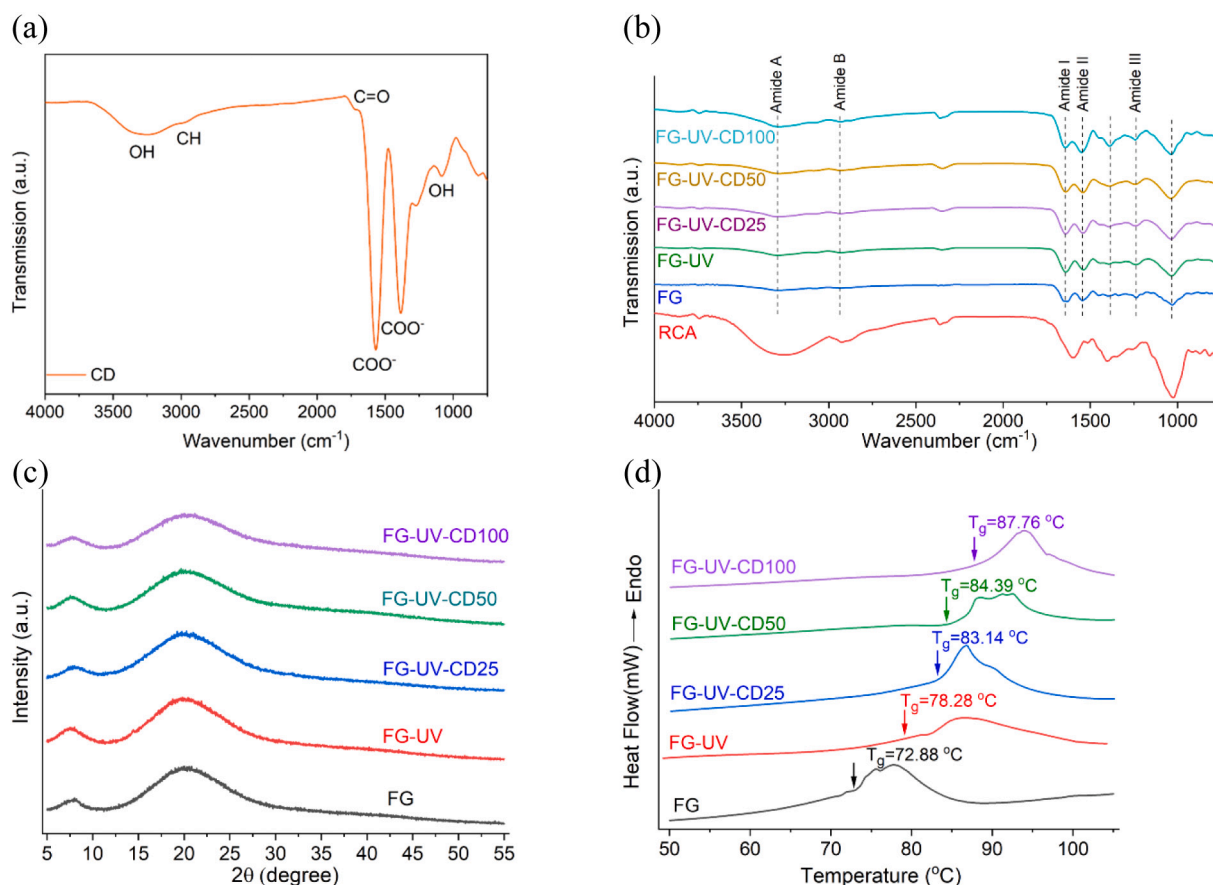 (a)
C=O
OH
CH
OH
COO⁻
COO⁻
CD
Transmission (a.u.)
4000 3500 3000 2500 2000 1500 1000
Wavenumber (cm⁻¹)
(b)
Amide A
Amide B
Amide I
Amide II
Amide III
FG-UV-CD100
FG-UV-CD50
FG-UV-CD25
FG-UV
FG
RCA
Transmission (a.u.)
4000 3500 3000 2500 2000 1500 1000
Wavenumber (cm⁻¹)
(c)
FG-UV-CD100
FG-UV-CD50
FG-UV-CD25
FG-UV
FG
Intensity (a.u.)
5 10 15 20 25 30 35 40 45 50 55
2θ (degree)
(d)
Tg=87.76 °C
FG-UV-CD100
Tg=84.39 °C
FG-UV-CD50
Tg=83.14 °C
FG-UV-CD25
Tg=78.28 °C
FG-UV
Tg=72.88 °C
FG
Heat Flow(mW) → Endo
50 60 70 80 90 100
Temperature (°C)